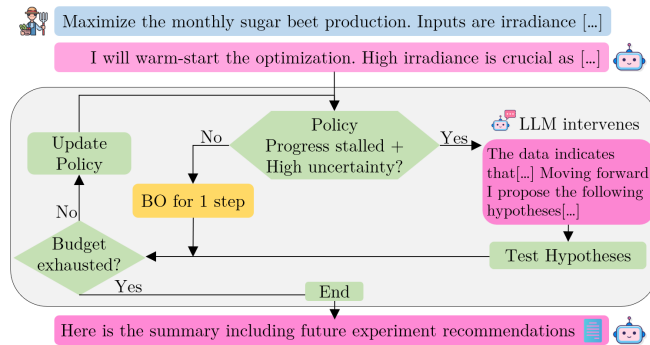 Maximize the monthly sugar beet production. Inputs are irradiance [...]
I will warm-start the optimization. High irradiance is crucial as [...]
Policy
Progress stalled +
High uncertainty?
No
Yes
LLM intervenes
The data indicates
that[...] Moving forward
I propose the following
hypotheses[...]
Test Hypotheses
BO for 1 step
Update
Policy
No
Budget
exhausted?
Yes
End
Here is the summary including future experiment recommendations